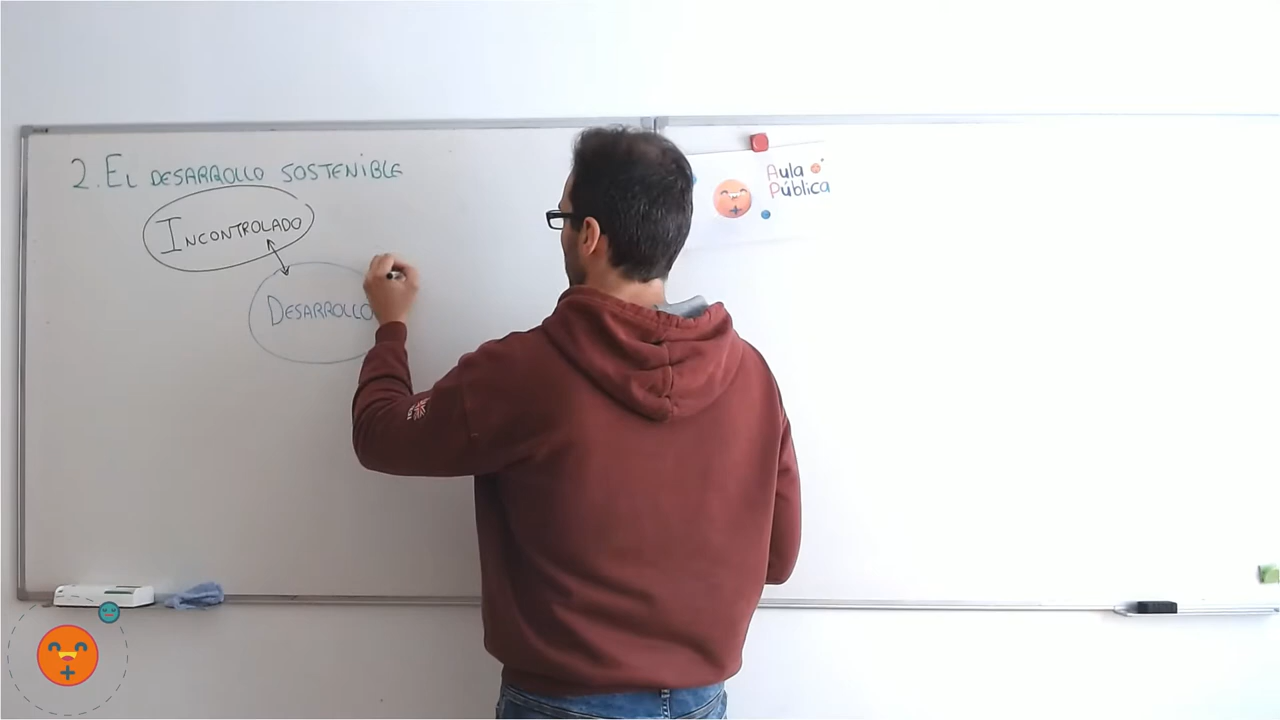 2. EL DESARROLLO SOSTENIBLE
INCONTROLADO
DESARROLLO
Aula
Pública